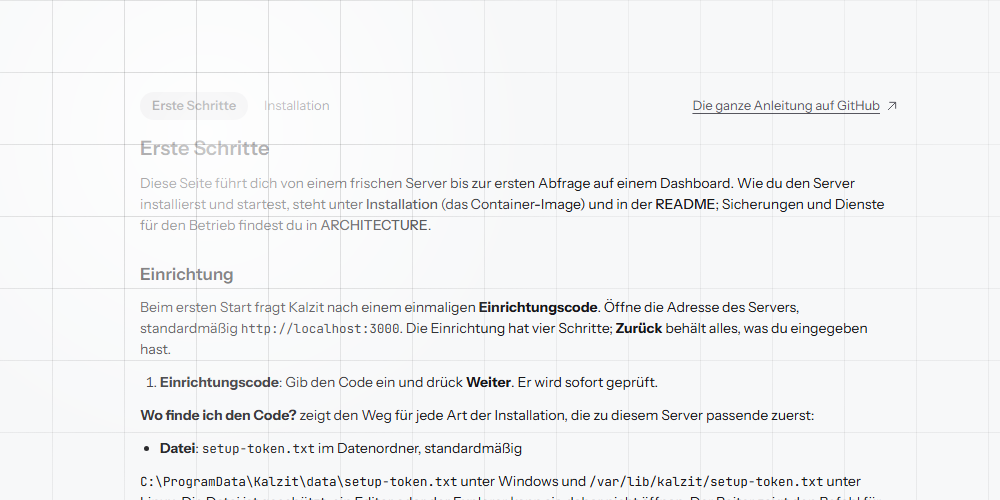 Erste Schritte
Installation
Die ganze Anleitung auf GitHub
Erste Schritte
Diese Seite führt dich von einem frischen Server bis zur ersten Abfrage auf einem Dashboard. Wie du den Server
installierst und startest, steht unter Installation (das Container-Image) und in der README; Sicherungen und Dienste
für den Betrieb findest du in ARCHITECTURE.
Einrichtung
Beim ersten Start fragt Kalzit nach einem einmaligen Einrichtungscode. Öffne die Adresse des Servers,
standardmäßig http://localhost:3000. Die Einrichtung hat vier Schritte; Zurück behält alles, was du eingegeben
hast.
1. Einrichtungscode: Gib den Code ein und drück Weiter. Er wird sofort geprüft.
Wo finde ich den Code? zeigt den Weg für jede Art der Installation, die zu diesem Server passende zuerst:
• Datei: setup-token.txt im Datenordner, standardmäßig
C:\ProgramData\Kalzit\data\setup-token.txt unter Windows und /var/lib/kalzit/setup-token.txt unter